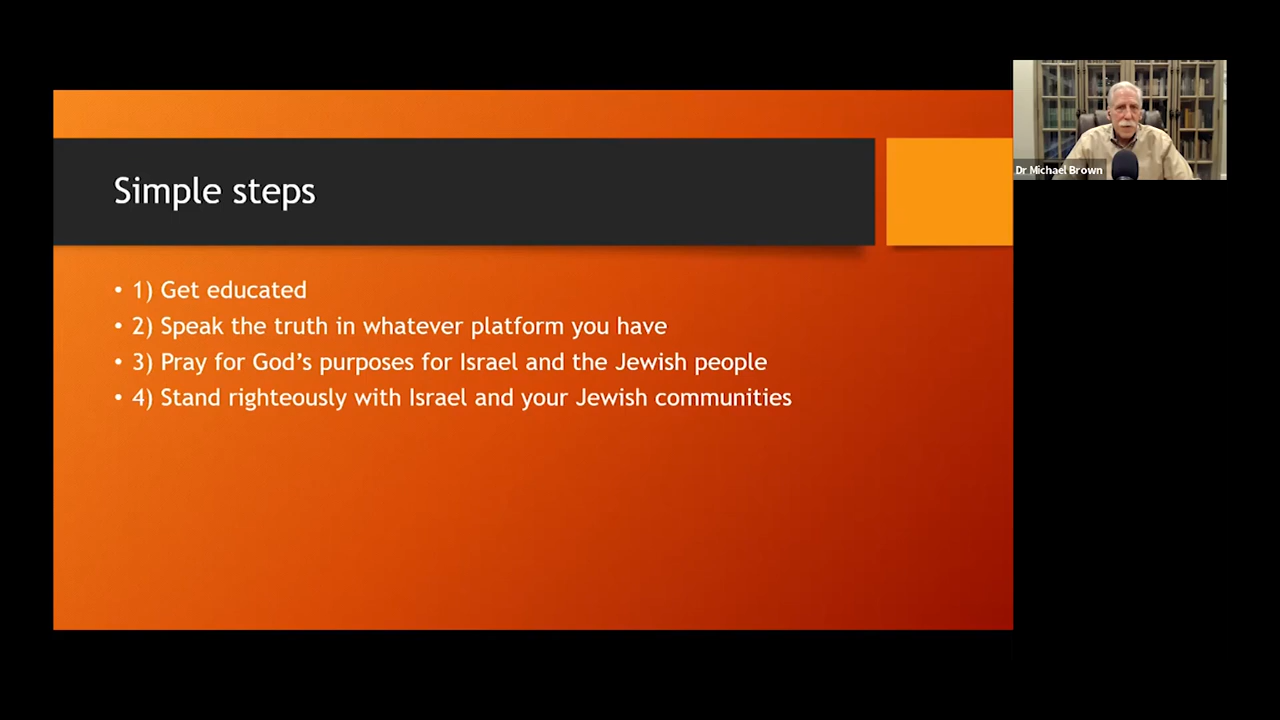 Simple steps
• 1) Get educated
• 2) Speak the truth in whatever platform you have
• 3) Pray for God’s purposes for Israel and the Jewish people
• 4) Stand righteously with Israel and your Jewish communities
Dr Michael Brown